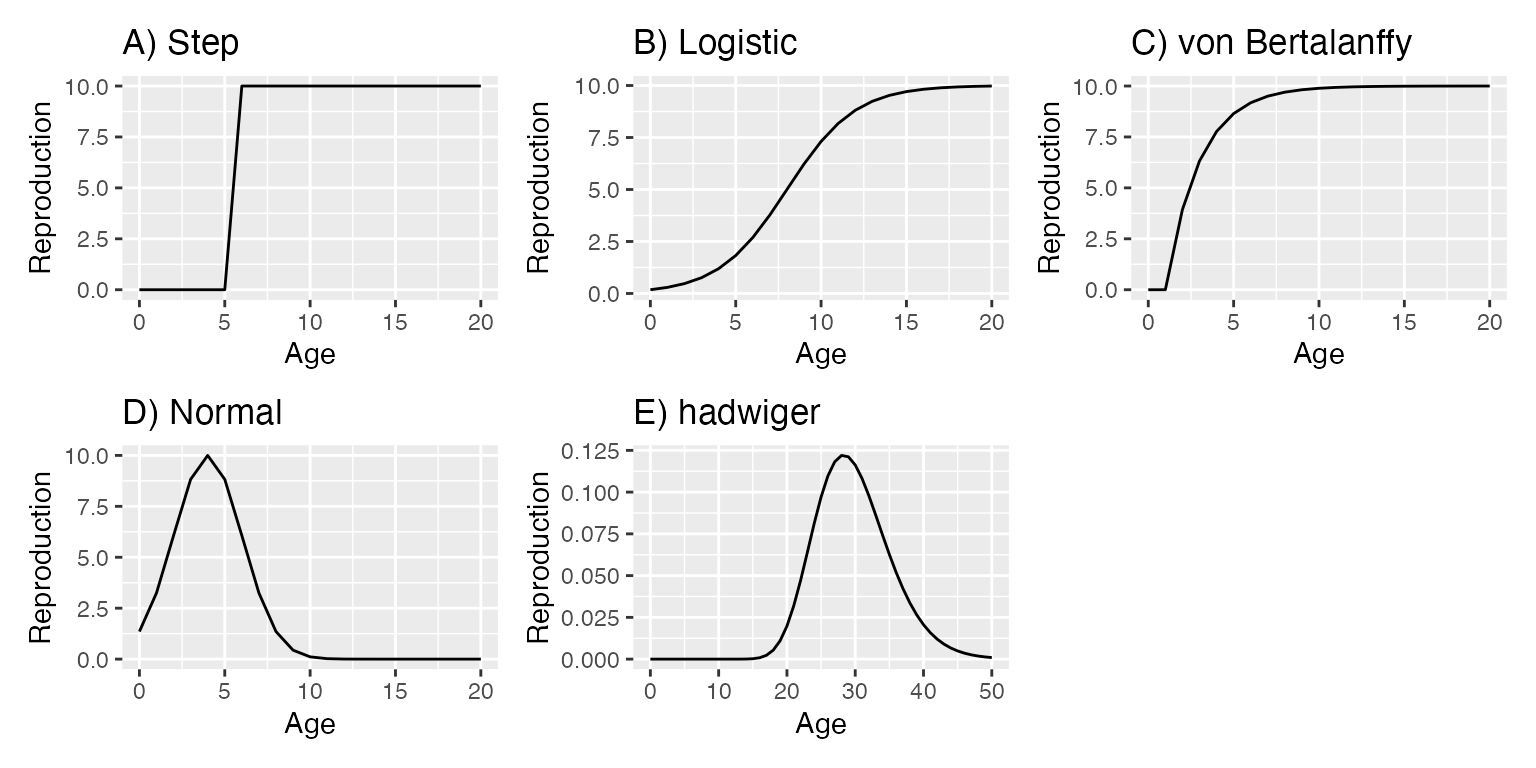 A) Step
B) Logistic
C) von Bertalanffy
10.0
7.5
5.0
2.5
0.0
Reproduction
0 5 10 15 20
Age
10.0
7.5
5.0
2.5
0.0
Reproduction
0 5 10 15 20
Age
10.0
7.5
5.0
2.5
0.0
Reproduction
0 5 10 15 20
Age
D) Normal
E) hadwiger
10.0
7.5
5.0
2.5
0.0
Reproduction
0 5 10 15 20
Age
0.125
0.100
0.075
0.050
0.025
0.000
Reproduction
0 10 20 30 40 50
Age